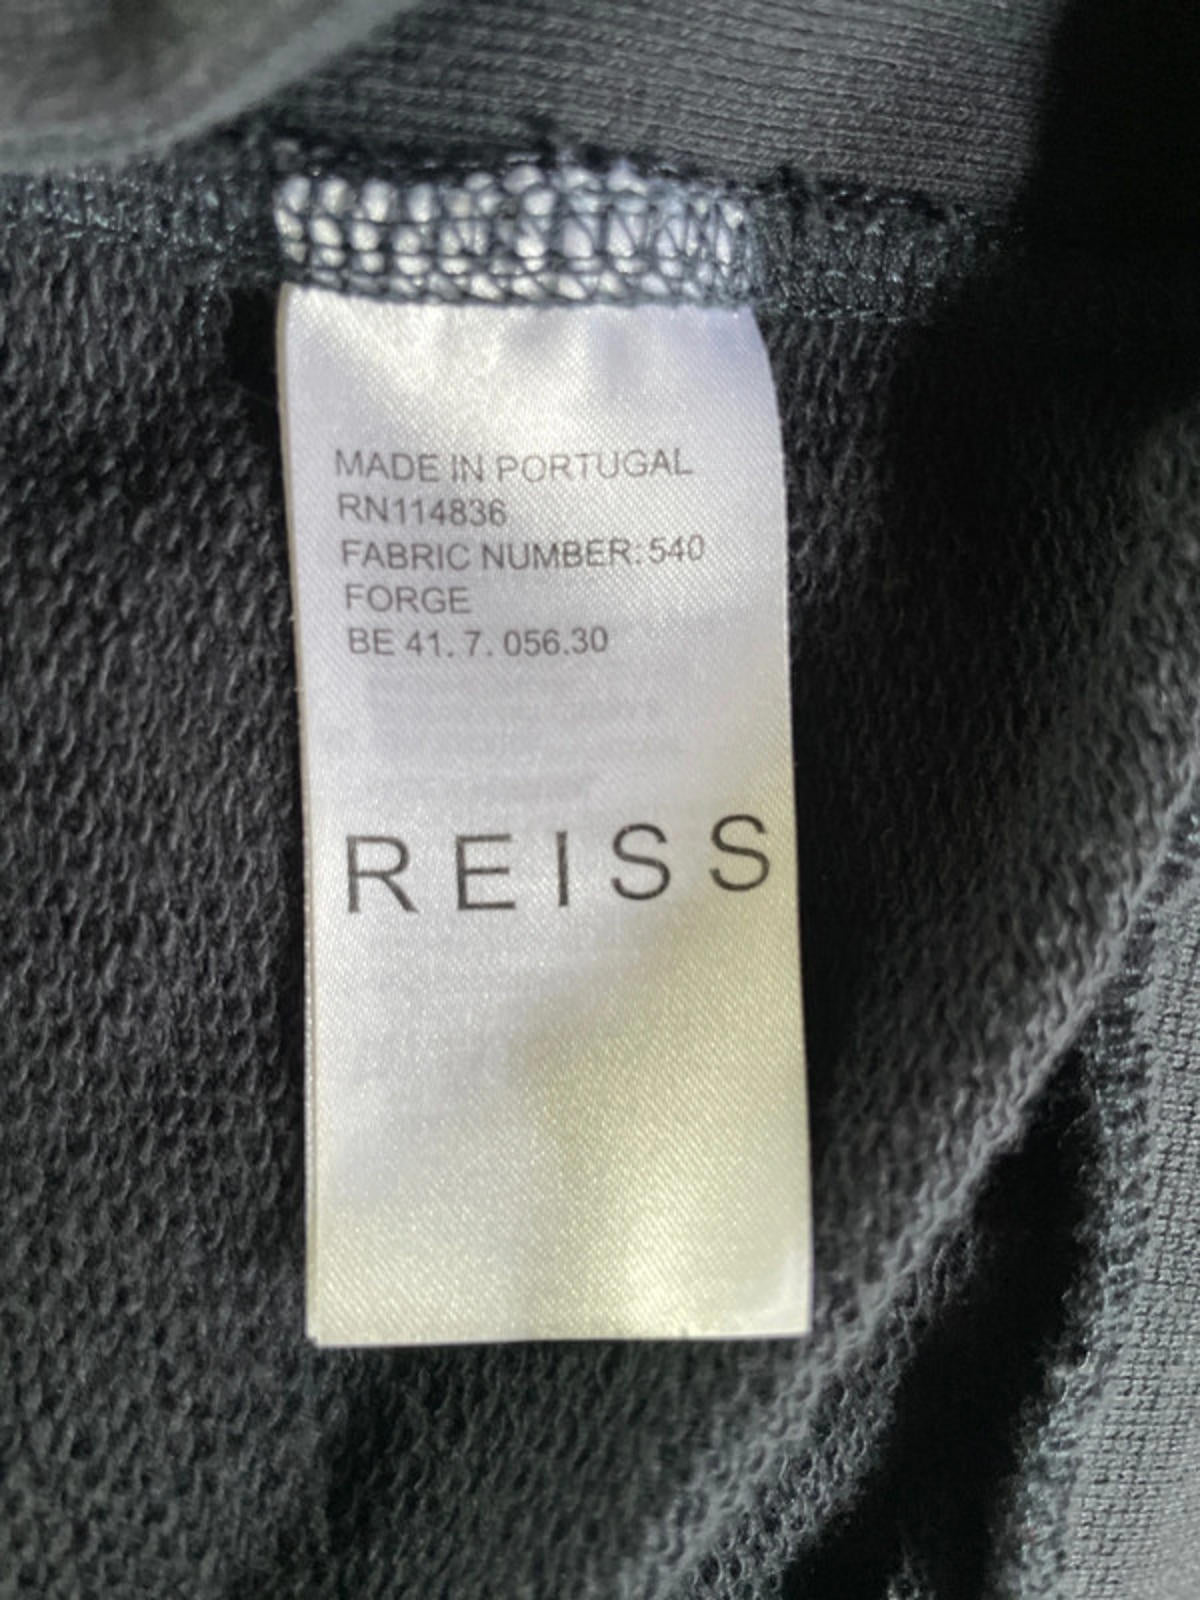 MADE IN PORTUGAL
RN114836
FABRIC NUMBER: 540
FORGE
BE 41. 7. 056.30
REISS